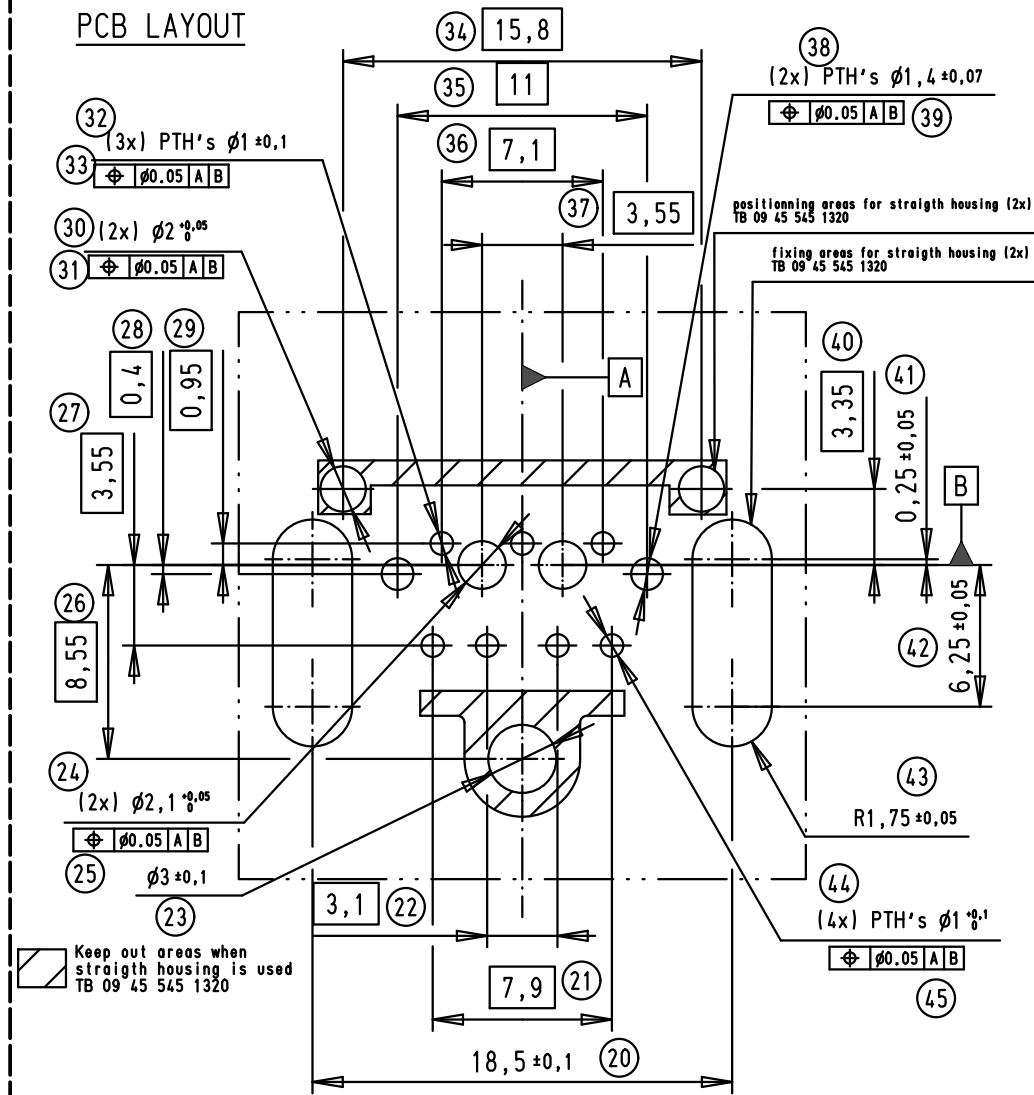 PCB LAYOUT
34 15,8
35 11
36 7,1
37 3,55
38
(2x) PTH's Ø1,4 ±0,07
⌖ Ø0.05 A B 39
32
(3x) PTH's Ø1 ±0,1
33 ⌖ Ø0.05 A B
30 (2x) Ø2 +0,05 0
31 ⌖ Ø0.05 A B
positionning areas for straigth housing (2x)
TB 09 45 545 1320
fixing areas for straigth housing (2x)
TB 09 45 545 1320
28 29
0,4
0,95
27
3,55
A
40
3,35
41
0,25 ±0,05
B
26
8,55
42
6,25 ±0,05
24
(2x) Ø2,1 +0,05 0
⌖ Ø0.05 A B
25
Ø3 ±0,1
23
43
R1,75 ±0,05
44
(4x) PTH's Ø1 +0,1 0
⌖ Ø0.05 A B
45
3,1 22
Keep out areas when
straigth housing is used
TB 09 45 545 1320
7,9 21
18,5 ±0,1 20